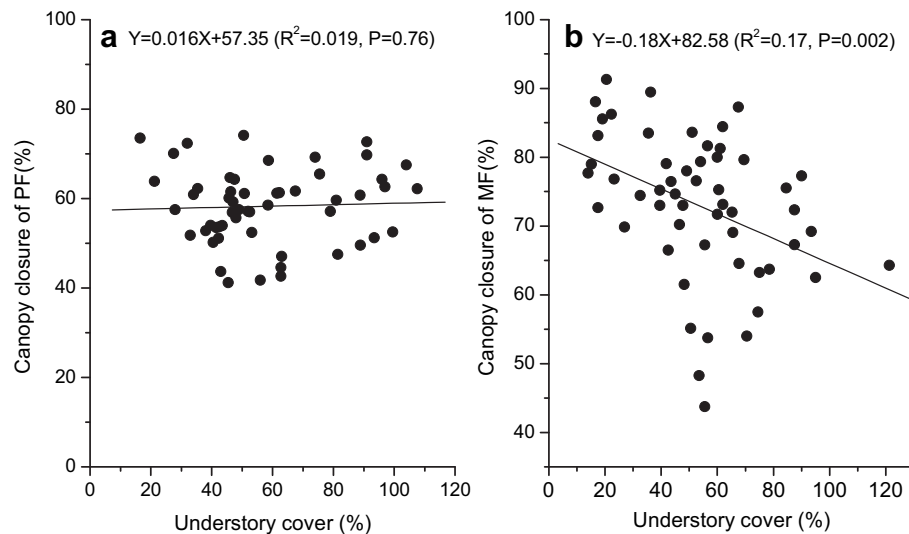 a Y=0.016X+57.35 (R²=0.019, P=0.76)
Canopy closure of PF(%)
100
80
60
40
20
0
0 20 40 60 80 100 120
Understory cover (%)
b Y=-0.18X+82.58 (R²=0.17, P=0.002)
Canopy closure of MF(%)
100
90
80
70
60
50
40
0 20 40 60 80 100 120
Understory cover (%)